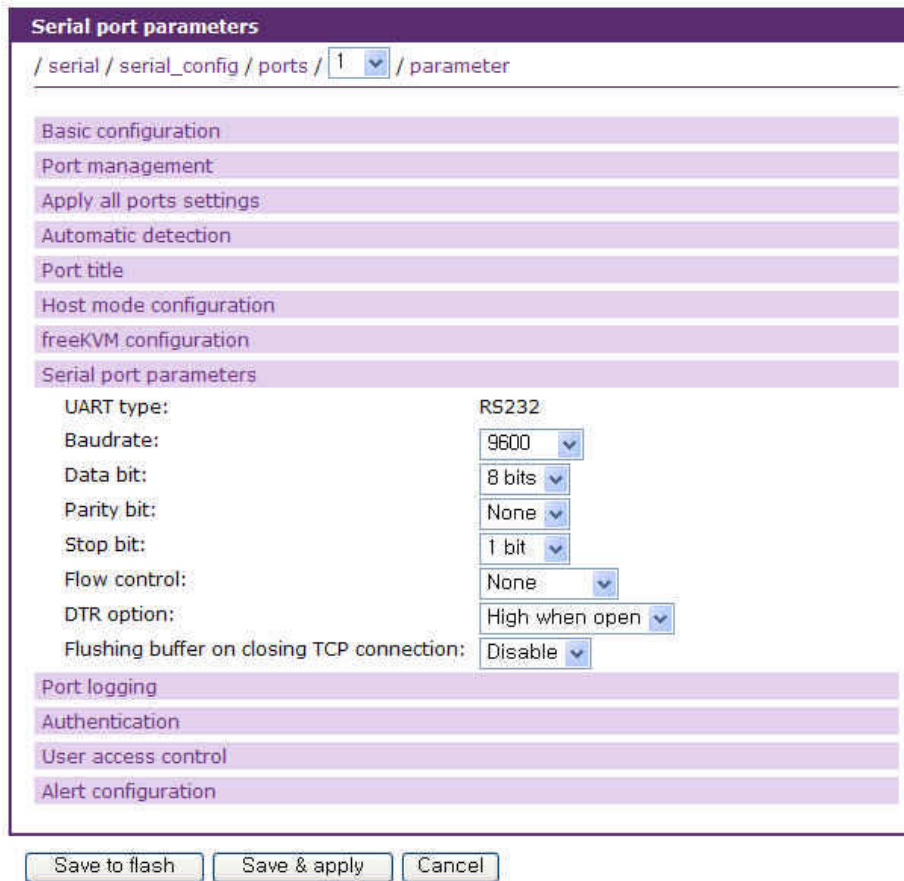 Serial port parameters
/ serial / serial_config / ports / 1 / parameter
Basic configuration
Port management
Apply all ports settings
Automatic detection
Port title
Host mode configuration
freeKVM configuration
Serial port parameters
UART type: RS232
Baudrate: 9600
Data bit: 8 bits
Parity bit: None
Stop bit: 1 bit
Flow control: None
DTR option: High when open
Flushing buffer on closing TCP connection: Disable
Port logging
Authentication
User access control
Alert configuration
Save to flash Save & apply Cancel